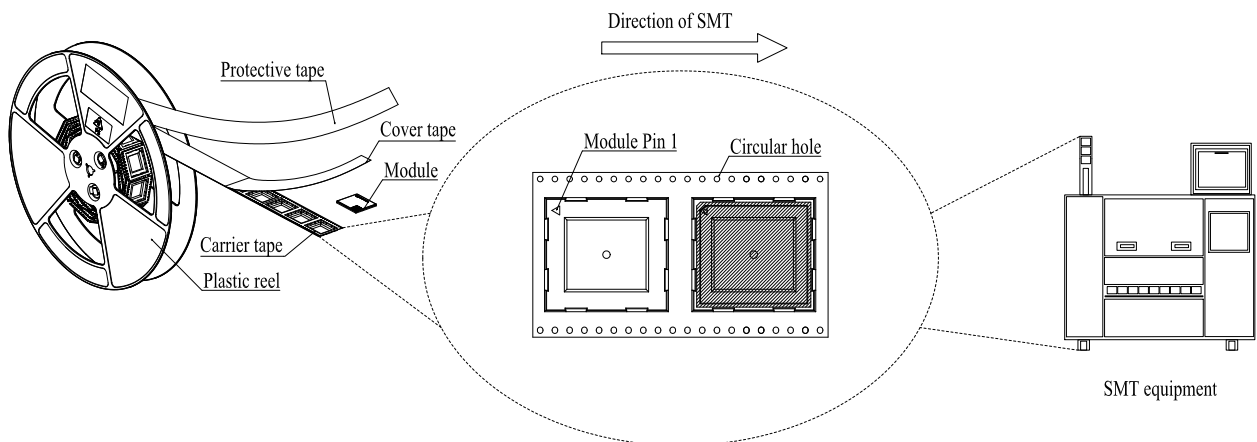 Direction of SMT
Protective tape
Cover tape
Module
Module Pin 1
Circular hole
Carrier tape
Plastic reel
SMT equipment